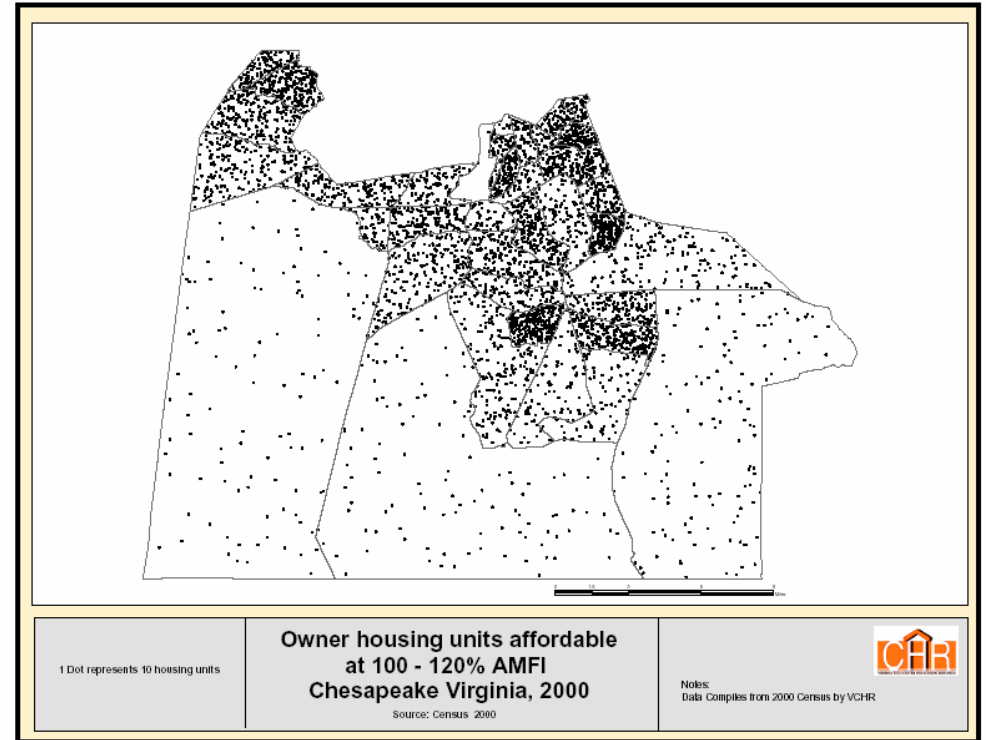 Miles
1 Dot represents 10 housing units
Owner housing units affordable
at 100 - 120% AMFI
Chesapeake Virginia, 2000
Source: Census 2000
CHR
Notes:
Data Compiles from 2000 Census by VCHR